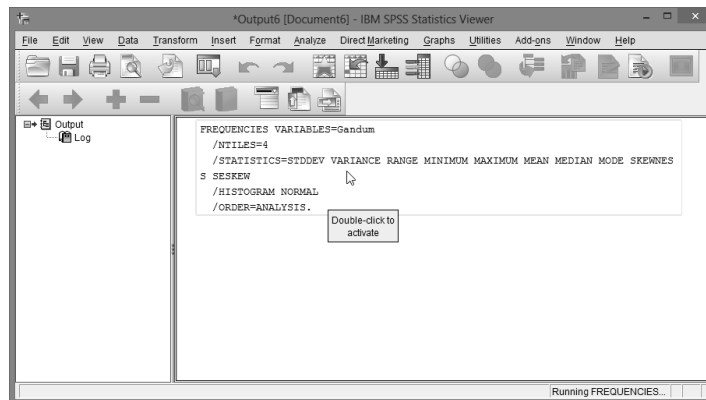 *Output6 [Document6] - IBM SPSS Statistics Viewer
File Edit View Data Transform Insert Format Analyze Direct Marketing Graphs Utilities Add-ons Window Help
Output
Log
FREQUENCIES VARIABLES=Gandum
/NTILES=4
/STATISTICS=STDDEV VARIANCE RANGE MINIMUM MAXIMUM MEAN MEDIAN MODE SKEWNES
S SESKEW
/HISTOGRAM NORMAL
/ORDER=ANALYSIS.
Double-click to
activate
Running FREQUENCIES...